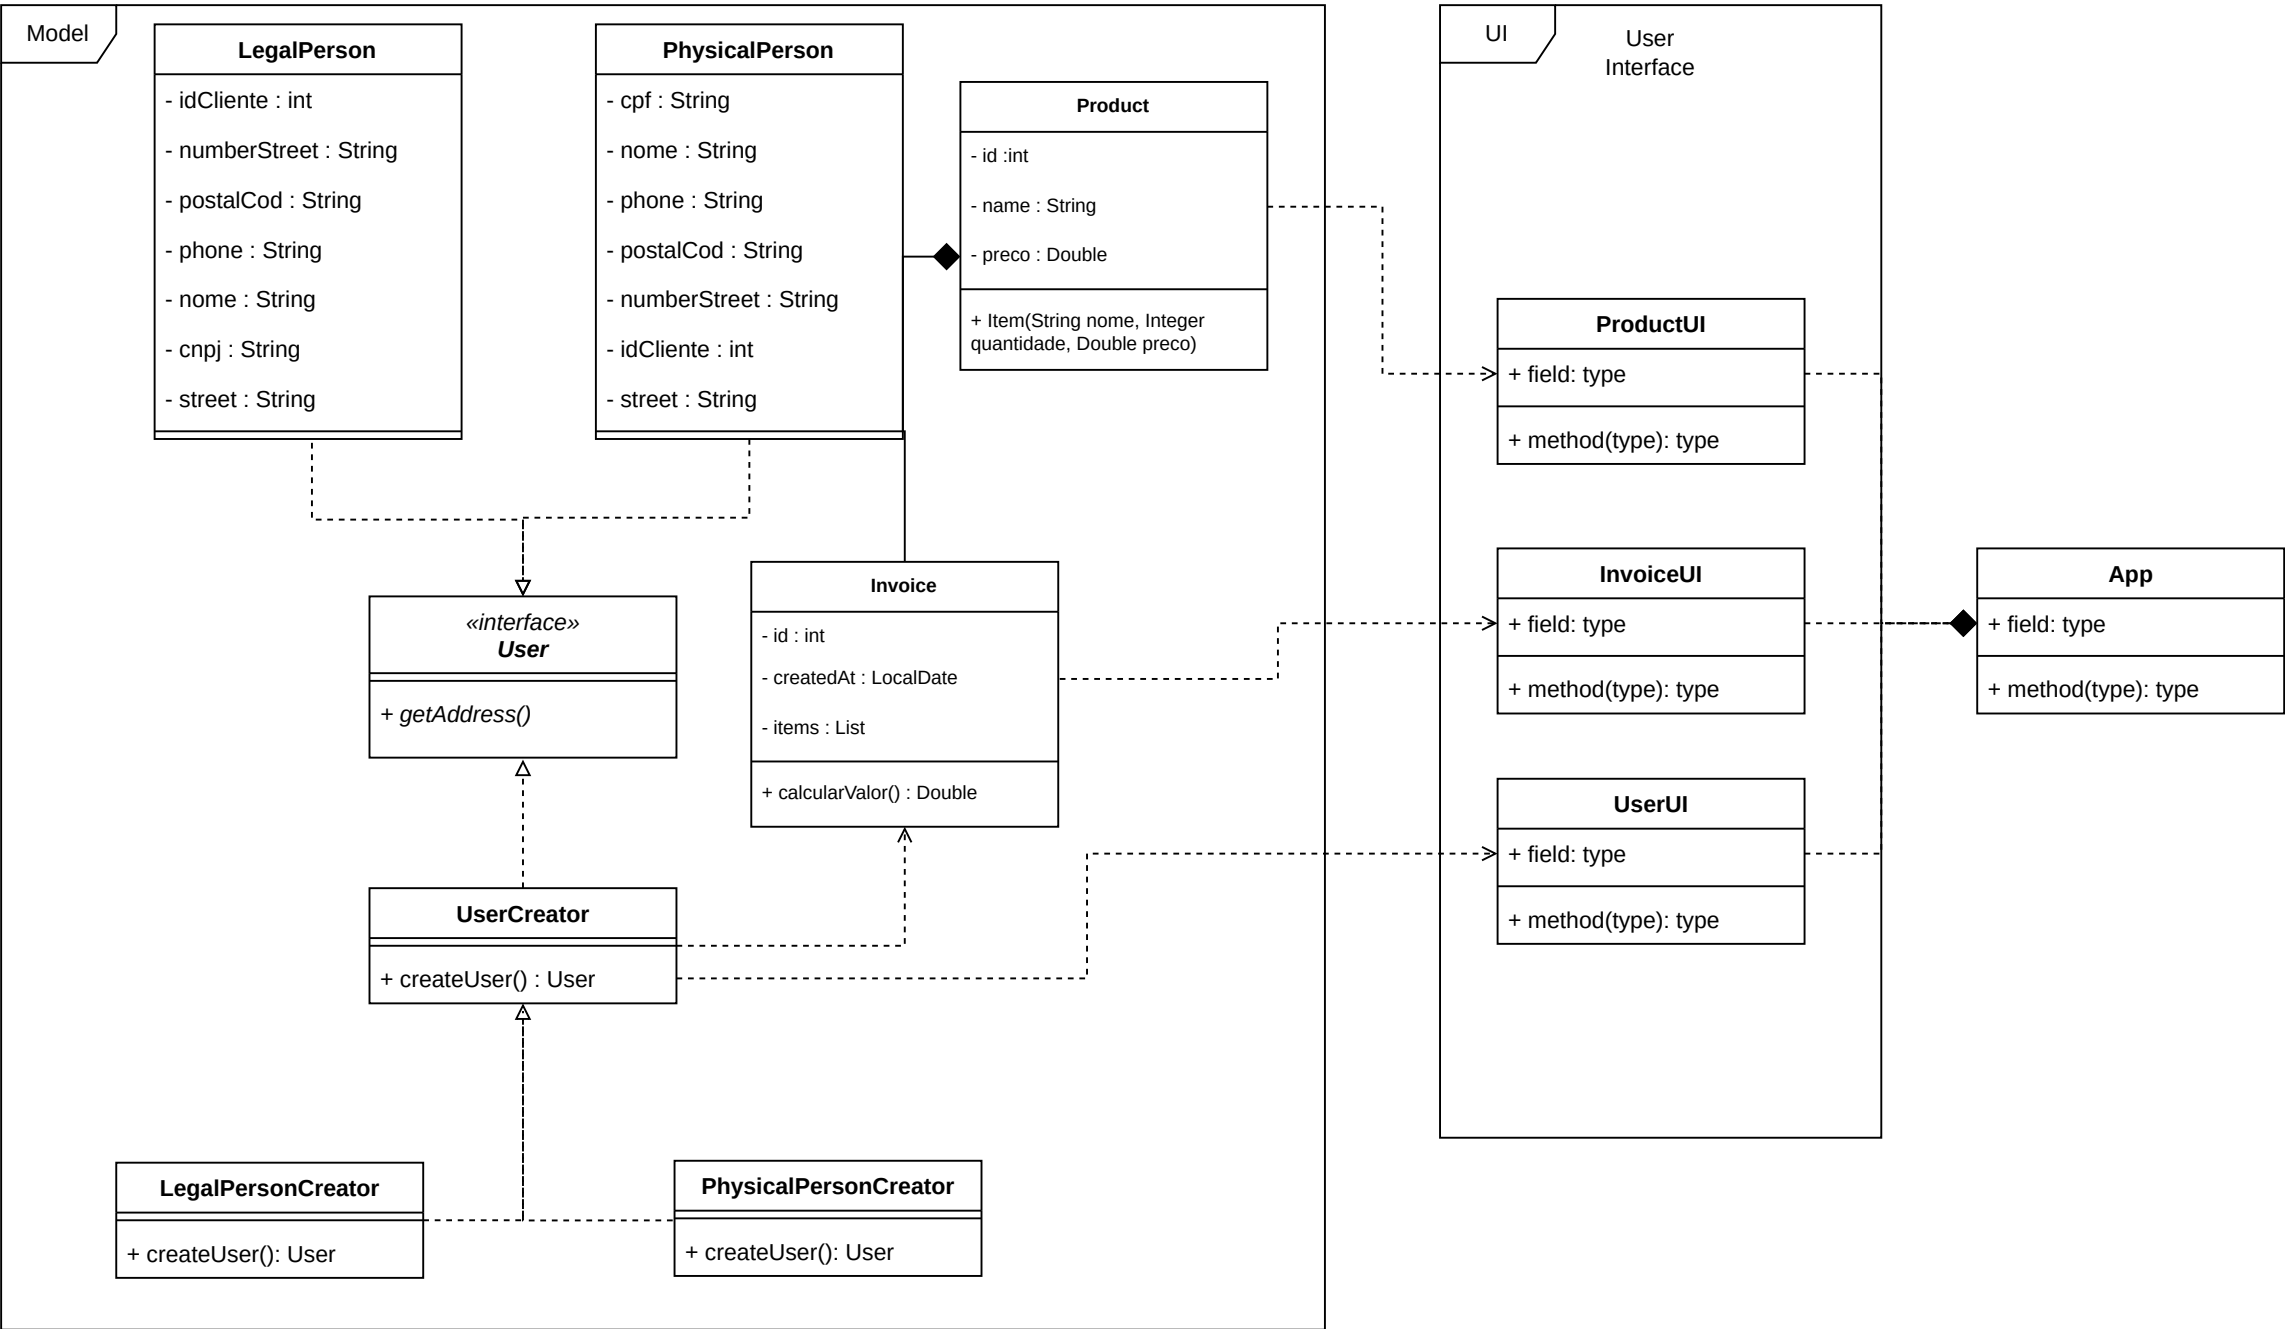 Model
LegalPerson
- idCliente : int
- numberStreet : String
- postalCod : String
- phone : String
- nome : String
- cnpj : String
- street : String
PhysicalPerson
- cpf : String
- nome : String
- phone : String
- postalCod : String
- numberStreet : String
- idCliente : int
- street : String
Product
- id :int
- name : String
- preco : Double
+ Item(String nome, Integer
quantidade, Double preco)
«interface»
User
+ getAddress()
Invoice
- id : int
- createdAt : LocalDate
- items : List
+ calcularValor() : Double
UserCreator
+ createUser() : User
LegalPersonCreator
+ createUser(): User
PhysicalPersonCreator
+ createUser(): User
UI
User
Interface
ProductUI
+ field: type
+ method(type): type
InvoiceUI
+ field: type
+ method(type): type
UserUI
+ field: type
+ method(type): type
App
+ field: type
+ method(type): type